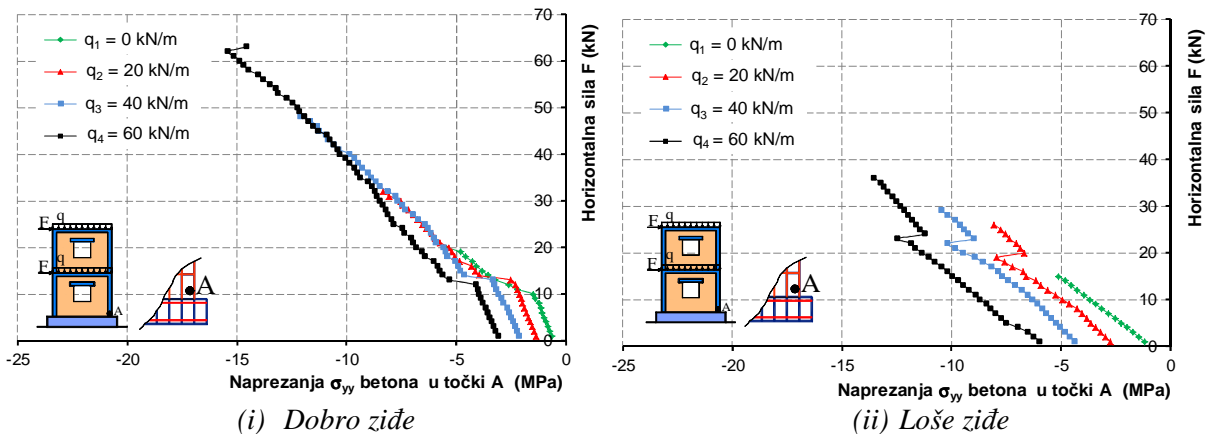 q1 = 0 kN/m
q2 = 20 kN/m
q3 = 40 kN/m
q4 = 60 kN/m
70
60
50
40
30
20
10
0
Horizontalna sila F (kN)
F
q
F
q
A
A
-25
-20
-15
-10
-5
0
Naprezanja σyy betona u točki A (MPa)
(i) Dobro ziđe
q1 = 0 kN/m
q2 = 20 kN/m
q3 = 40 kN/m
q4 = 60 kN/m
70
60
50
40
30
20
10
0
Horizontalna sila F (kN)
F
q
F
q
A
A
-25
-20
-15
-10
-5
0
Naprezanja σyy betona u točki A (MPa)
(ii) Loše ziđe